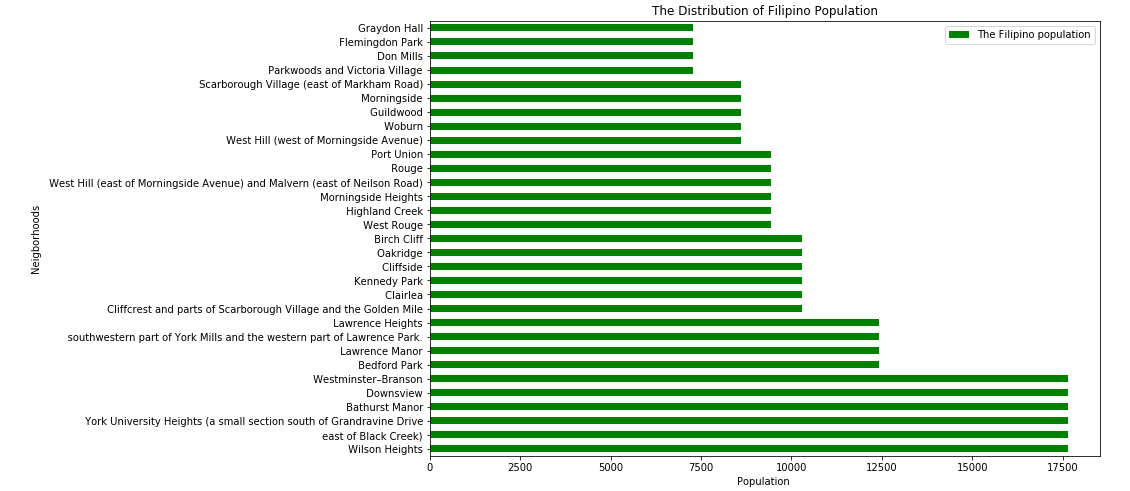 The Distribution of Filipino Population
The Filipino population
Graydon Hall
Flemingdon Park
Don Mills
Parkwoods and Victoria Village
Scarborough Village (east of Markham Road)
Morningside
Guildwood
Woburn
West Hill (west of Morningside Avenue)
Port Union
Rouge
West Hill (east of Morningside Avenue) and Malvern (east of Neilson Road)
Morningside Heights
Highland Creek
West Rouge
Birch Cliff
Oakridge
Cliffside
Kennedy Park
Clairlea
Cliffcrest and parts of Scarborough Village and the Golden Mile
Lawrence Heights
southwestern part of York Mills and the western part of Lawrence Park.
Lawrence Manor
Bedford Park
Westminster–Branson
Downsview
Bathurst Manor
York University Heights (a small section south of Grandravine Drive
east of Black Creek)
Wilson Heights
Neigborhoods
0 2500 5000 7500 10000 12500 15000 17500
Population